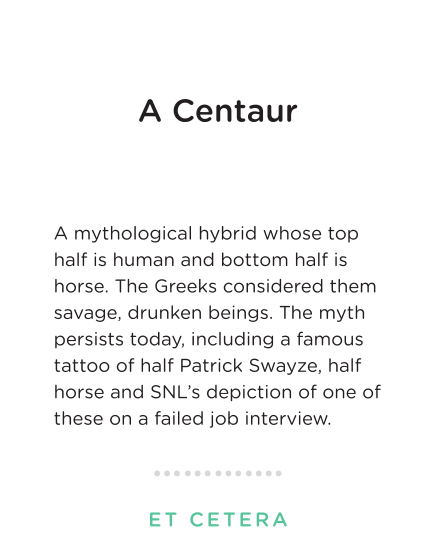 A Centaur
A mythological hybrid whose top
half is human and bottom half is
horse. The Greeks considered them
savage, drunken beings. The myth
persists today, including a famous
tattoo of half Patrick Swayze, half
horse and SNL’s depiction of one of
these on a failed job interview.
ET CETERA